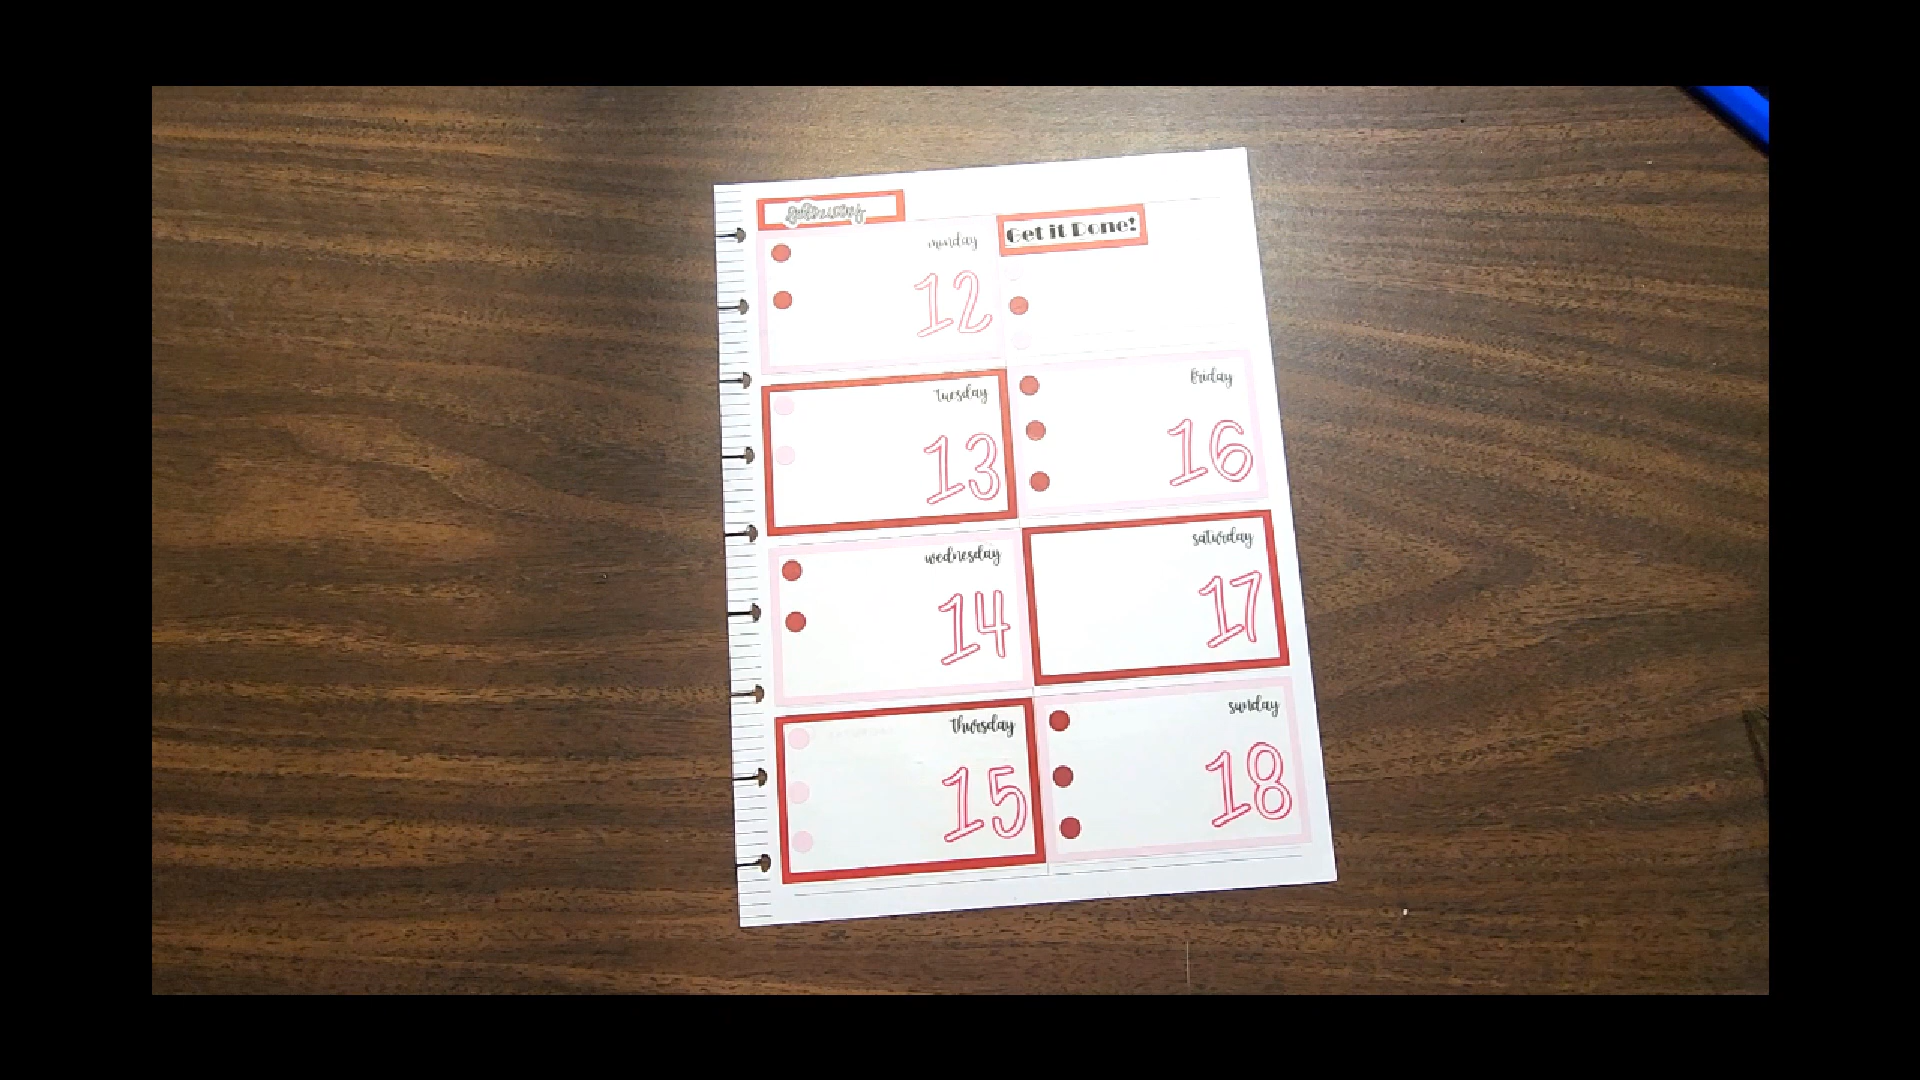 monday
12
tuesday
13
wednesday
14
thursday
15
Get it Done!
friday
16
saturday
17
sunday
18